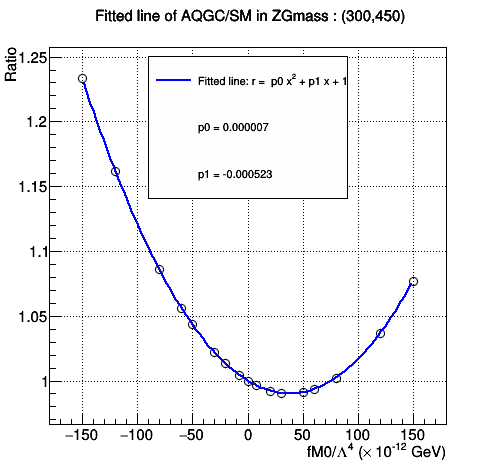 Fitted line of AQGC/SM in ZGmass : (300,450)
Ratio
1.25
1.2
1.15
1.1
1.05
1
Fitted line: r = p0 x² + p1 x + 1
p0 = 0.000007
p1 = -0.000523
−150 −100 −50 0 50 100 150
fM0/Λ⁴ (× 10⁻¹² GeV)